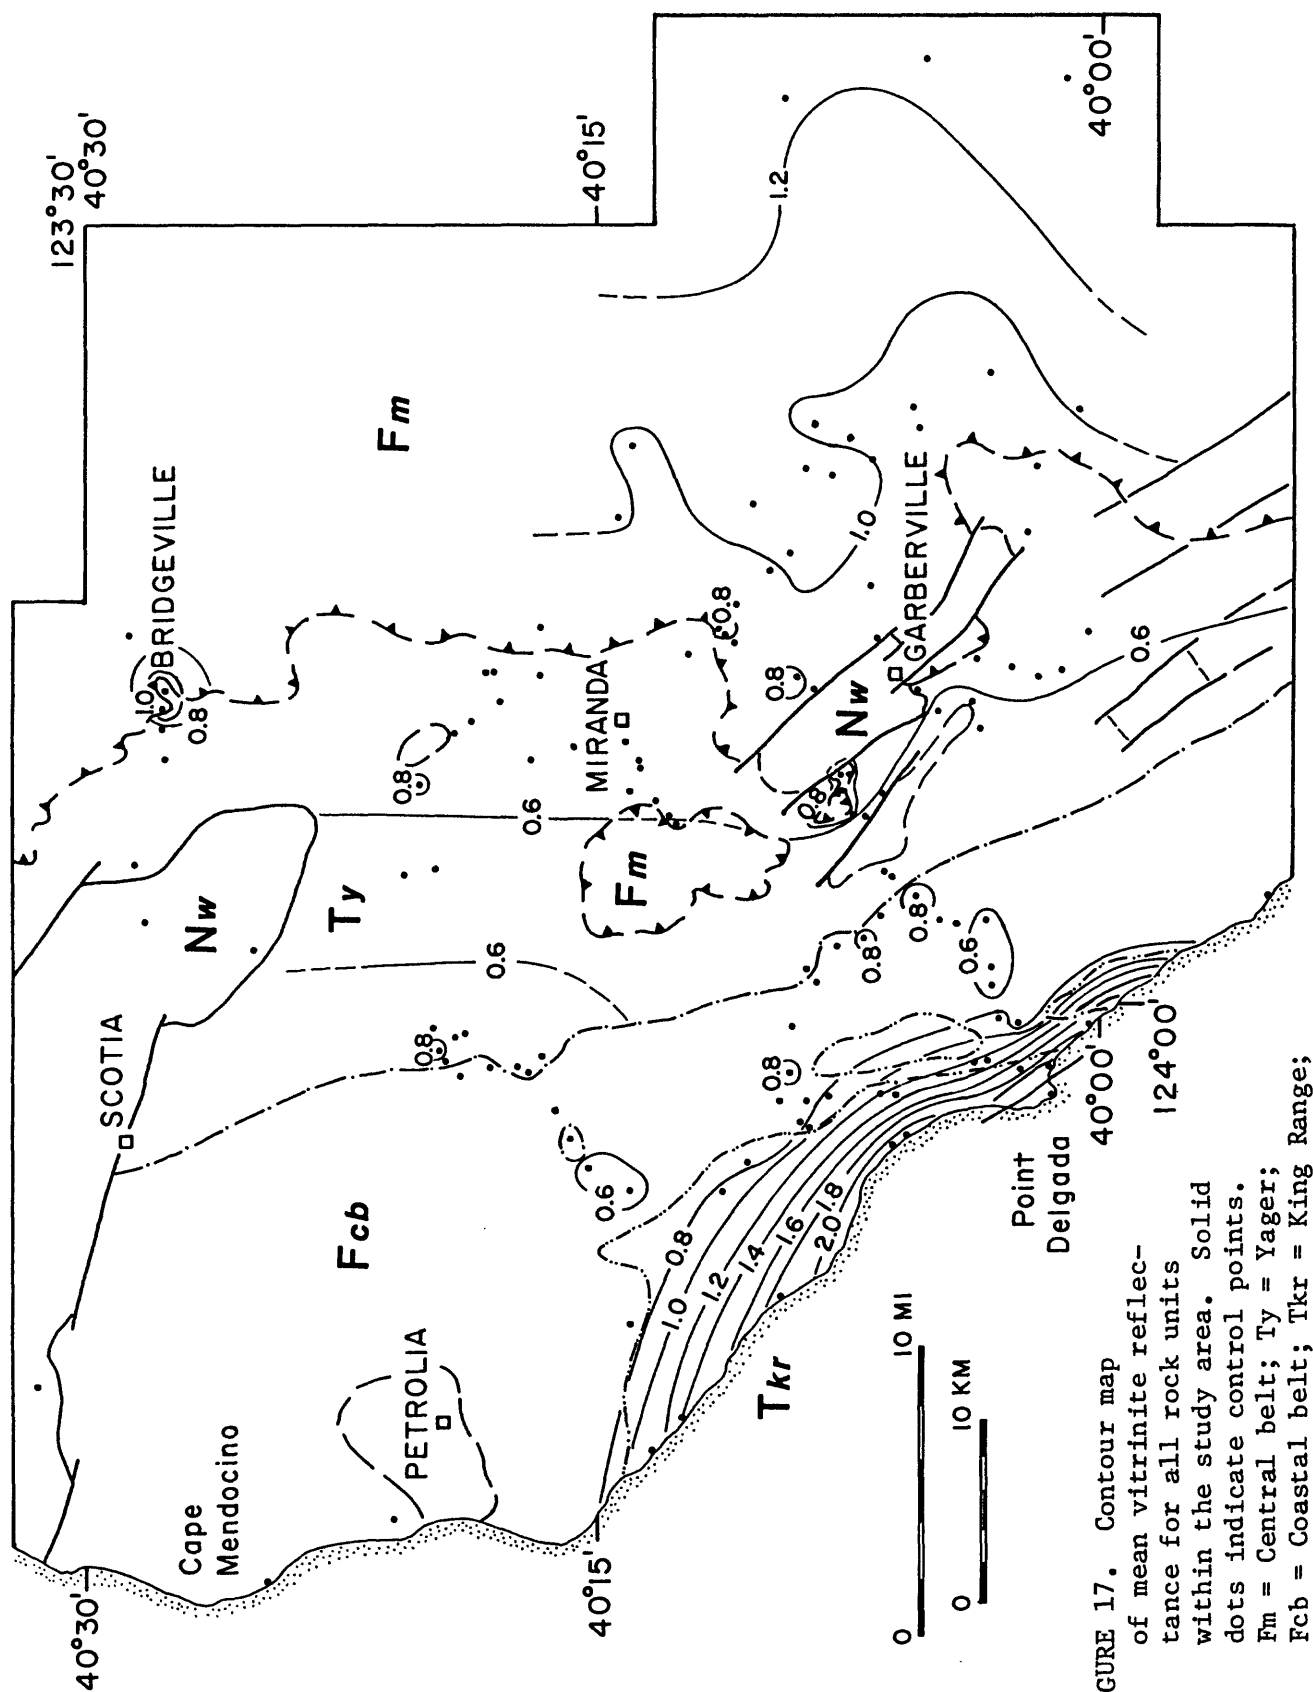 123°30'
40°30'
40°15'
40°00'
1.2
Fm
BRIDGEVILLE
1.0
0.8
0.8
1.0
GARBERVILLE
0.8
0.8
MIRANDA
0.6
Nw
0.8
0.6
Fm
Nw
Ty
0.6
0.8
0.8
0.6
SCOTIA
0.8
0.8
0.6
Fcb
0.8
1.0
1.2
1.4
1.6
1.8
2.0
Point
Delgada
40°00'
124°00'
PETROLIA
Tkr
Cape
Mendocino
40°30'
40°15'
0 10 MI
0 10 KM
GURE 17. Contour map
of mean vitrinite reflec-
tance for all rock units
within the study area. Solid
dots indicate control points.
Fm = Central belt; Ty = Yager;
Fcb = Coastal belt; Tkr = King Range;